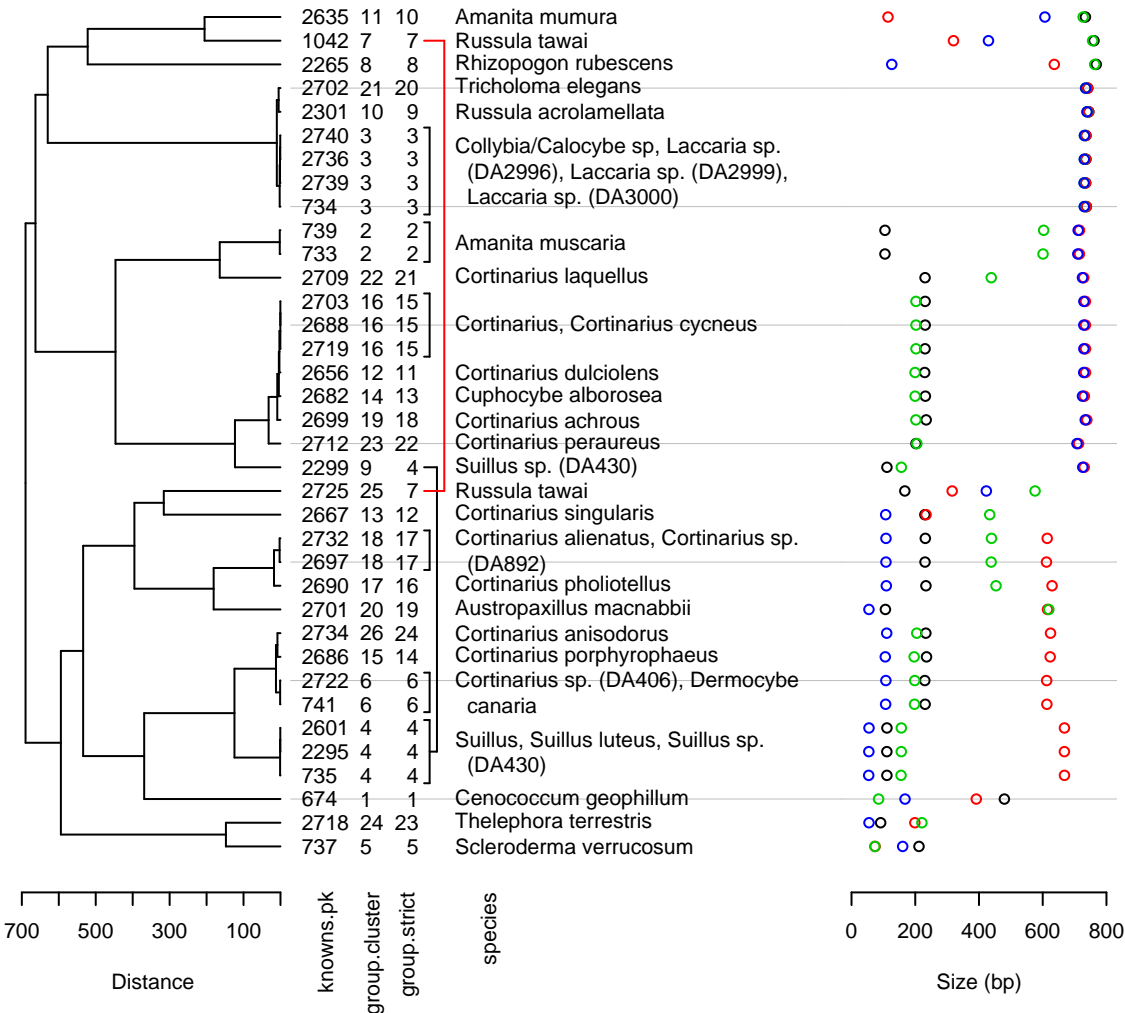 2635 11 10 Amanita mumura
1042 7 7 Russula tawai
2265 8 8 Rhizopogon rubescens
2702 21 20 Tricholoma elegans
2301 10 9 Russula acrolamellata
2740 3 3 Collybia/Calocybe sp, Laccaria sp.
2736 3 3 (DA2996), Laccaria sp. (DA2999),
2739 3 3 Laccaria sp. (DA3000)
734 3 3
739 2 2 Amanita muscaria
733 2 2
2709 22 21 Cortinarius laquellus
2703 16 15
2688 16 15 Cortinarius, Cortinarius cycneus
2719 16 15
2656 12 11 Cortinarius dulciolens
2682 14 13 Cuphocybe alborosea
2699 19 18 Cortinarius achrous
2712 23 22 Cortinarius peraureus
2299 9 4 Suillus sp. (DA430)
2725 25 7 Russula tawai
2667 13 12 Cortinarius singularis
2732 18 17 Cortinarius alienatus, Cortinarius sp.
2697 18 17 (DA892)
2690 17 16 Cortinarius pholiotellus
2701 20 19 Austropaxillus macnabbii
2734 26 24 Cortinarius anisodorus
2686 15 14 Cortinarius porphyrophaeus
2722 6 6 Cortinarius sp. (DA406), Dermocybe
741 6 6 canaria
2601 4 4 Suillus, Suillus luteus, Suillus sp.
2295 4 4 (DA430)
735 4 4
674 1 1 Cenococcum geophillum
2718 24 23 Thelephora terrestris
737 5 5 Scleroderma verrucosum
700 500 300 100
Distance
knowns.pk
group.cluster
group.strict
species
0 200 400 600 800
Size (bp)